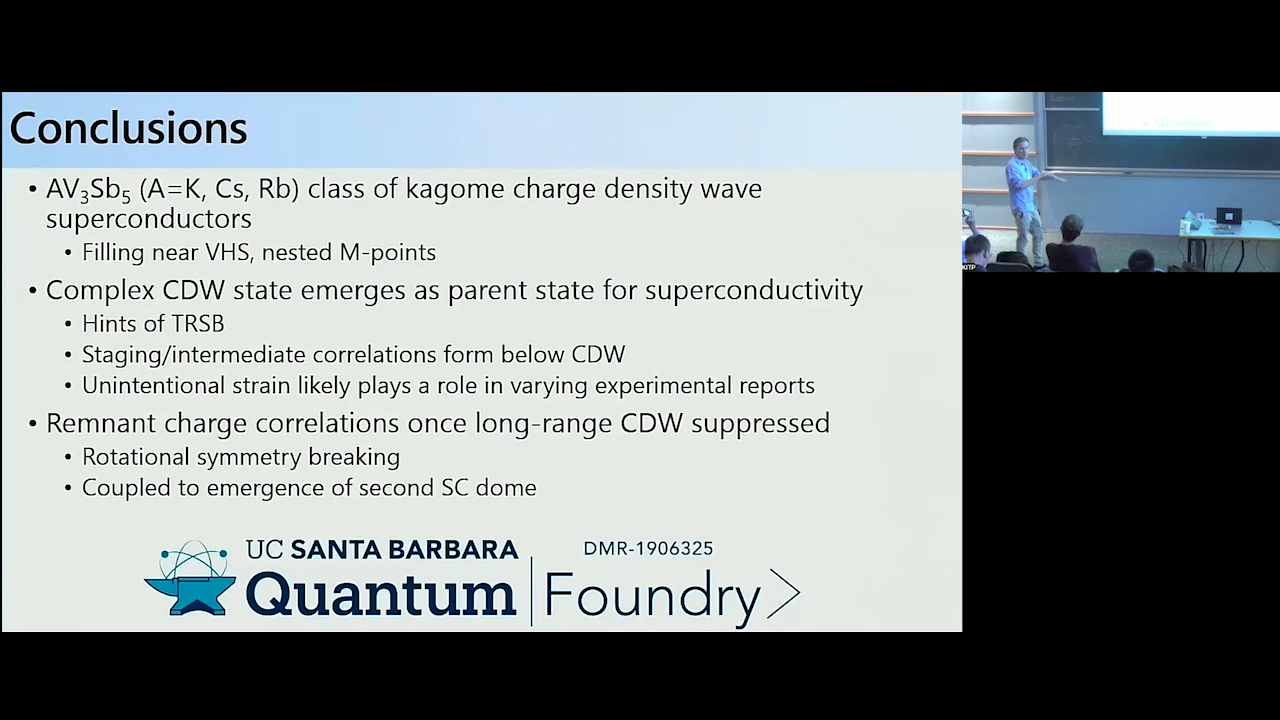 Conclusions
• AV₃Sb₅ (A=K, Cs, Rb) class of kagome charge density wave
superconductors
• Filling near VHS, nested M-points
• Complex CDW state emerges as parent state for superconductivity
• Hints of TRSB
• Staging/intermediate correlations form below CDW
• Unintentional strain likely plays a role in varying experimental reports
• Remnant charge correlations once long-range CDW suppressed
• Rotational symmetry breaking
• Coupled to emergence of second SC dome
UC SANTA BARBARA
Quantum
DMR-1906325
Foundry
KITP
Quantum